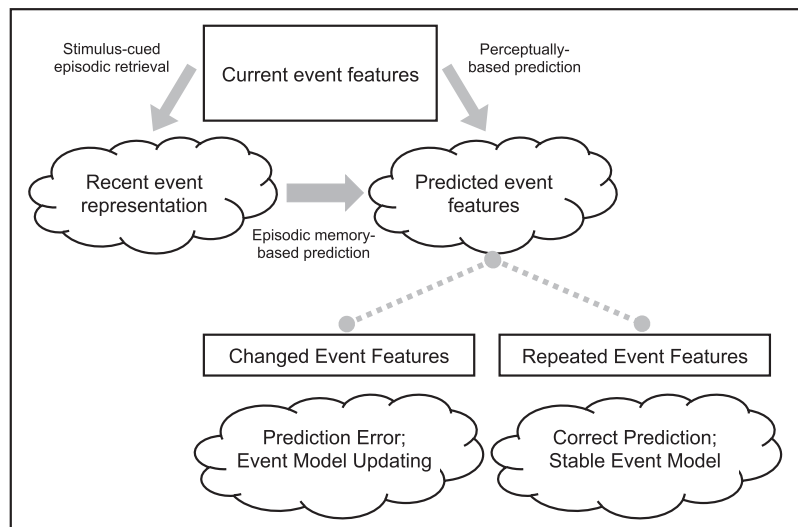 Stimulus-cued
episodic retrieval
Current event features
Perceptually-
based prediction
Recent event
representation
Predicted event
features
Episodic memory-
based prediction
Changed Event Features
Repeated Event Features
Prediction Error;
Event Model Updating
Correct Prediction;
Stable Event Model